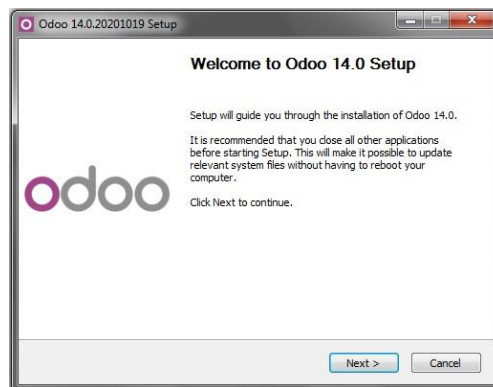 Odoo 14.0.20201019 Setup
Welcome to Odoo 14.0 Setup
Setup will guide you through the installation of Odoo 14.0.
It is recommended that you close all other applications
before starting Setup. This will make it possible to update
relevant system files without having to reboot your
computer.
odoo
Click Next to continue.
Next >
Cancel